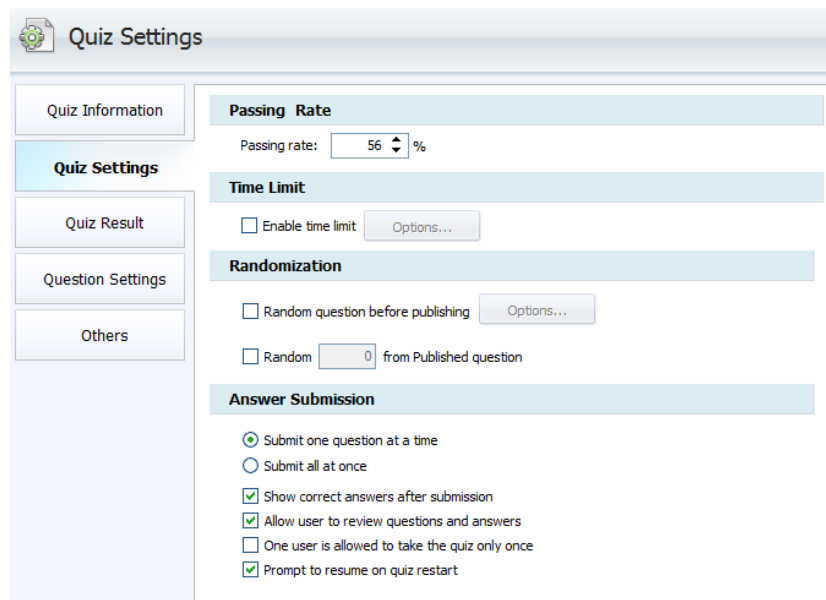 Quiz Settings
Quiz Information
Quiz Settings
Quiz Result
Question Settings
Others
Passing Rate
Passing rate: 56 %
Time Limit
Enable time limit Options...
Randomization
Random question before publishing Options...
Random 0 from Published question
Answer Submission
Submit one question at a time
Submit all at once
Show correct answers after submission
Allow user to review questions and answers
One user is allowed to take the quiz only once
Prompt to resume on quiz restart